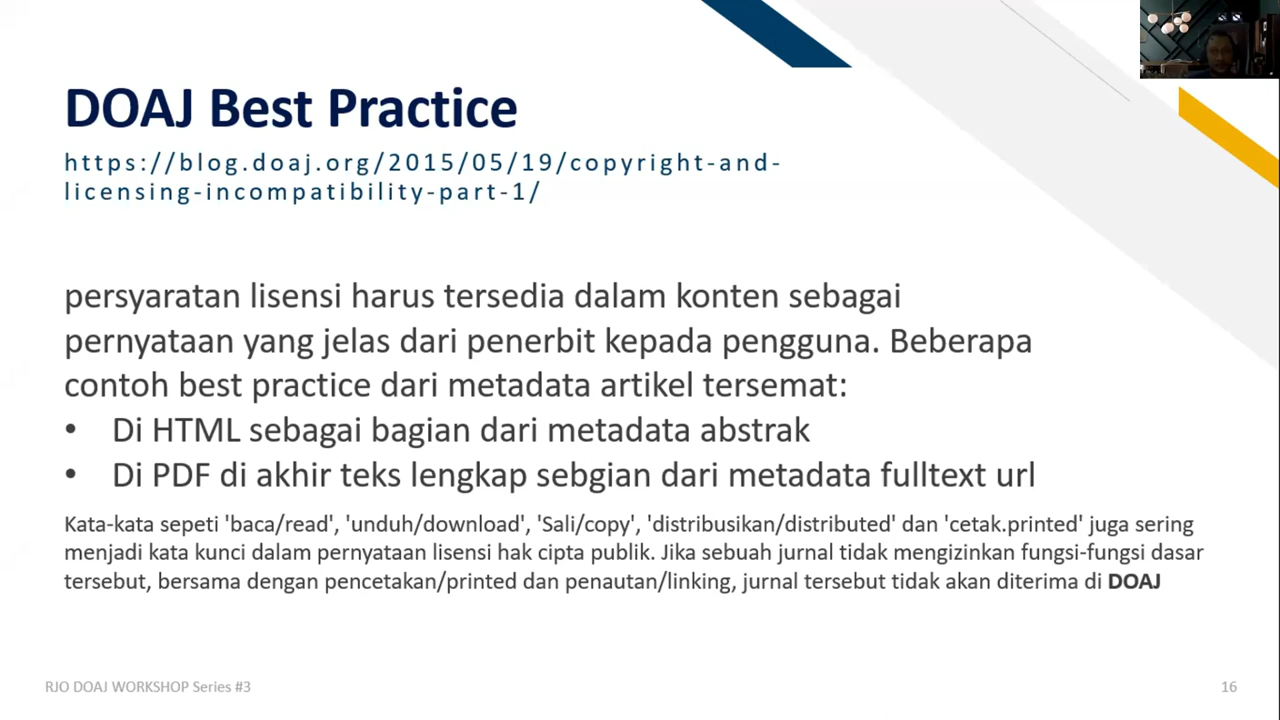 DOAJ Best Practice
https://blog.doaj.org/2015/05/19/copyright-and-
licensing-incompatibility-part-1/
persyaratan lisensi harus tersedia dalam konten sebagai
pernyataan yang jelas dari penerbit kepada pengguna. Beberapa
contoh best practice dari metadata artikel tersemat:
• Di HTML sebagai bagian dari metadata abstrak
• Di PDF di akhir teks lengkap sebgian dari metadata fulltext url
Kata-kata sepeti 'baca/read', 'unduh/download', 'Sali/copy', 'distribusikan/distributed' dan 'cetak.printed' juga sering
menjadi kata kunci dalam pernyataan lisensi hak cipta publik. Jika sebuah jurnal tidak mengizinkan fungsi-fungsi dasar
tersebut, bersama dengan pencetakan/printed dan penautan/linking, jurnal tersebut tidak akan diterima di DOAJ
RJO DOAJ WORKSHOP Series #3
16